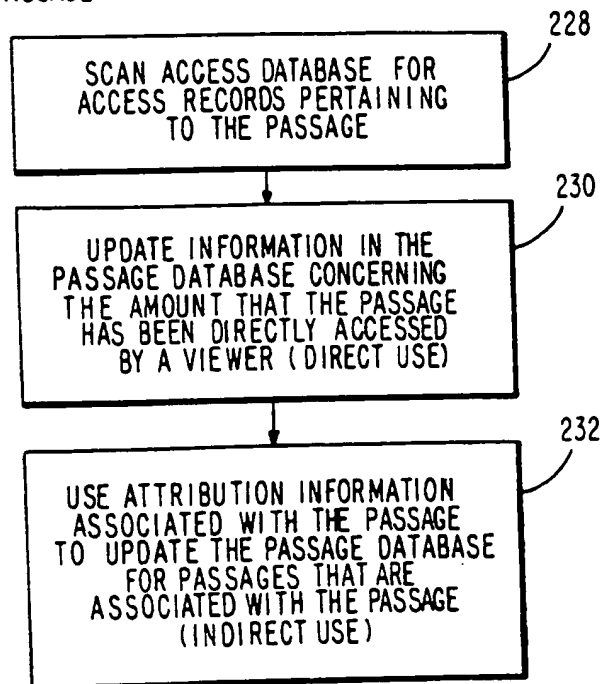 228
SCAN ACCESS DATABASE FOR
ACCESS RECORDS PERTAINING
TO THE PASSAGE
230
UPDATE INFORMATION IN THE
PASSAGE DATABASE CONCERNING
THE AMOUNT THAT THE PASSAGE
HAS BEEN DIRECTLY ACCESSED
BY A VIEWER (DIRECT USE)
232
USE ATTRIBUTION INFORMATION
ASSOCIATED WITH THE PASSAGE
TO UPDATE THE PASSAGE DATABASE
FOR PASSAGES THAT ARE
ASSOCIATED WITH THE PASSAGE
(INDIRECT USE)